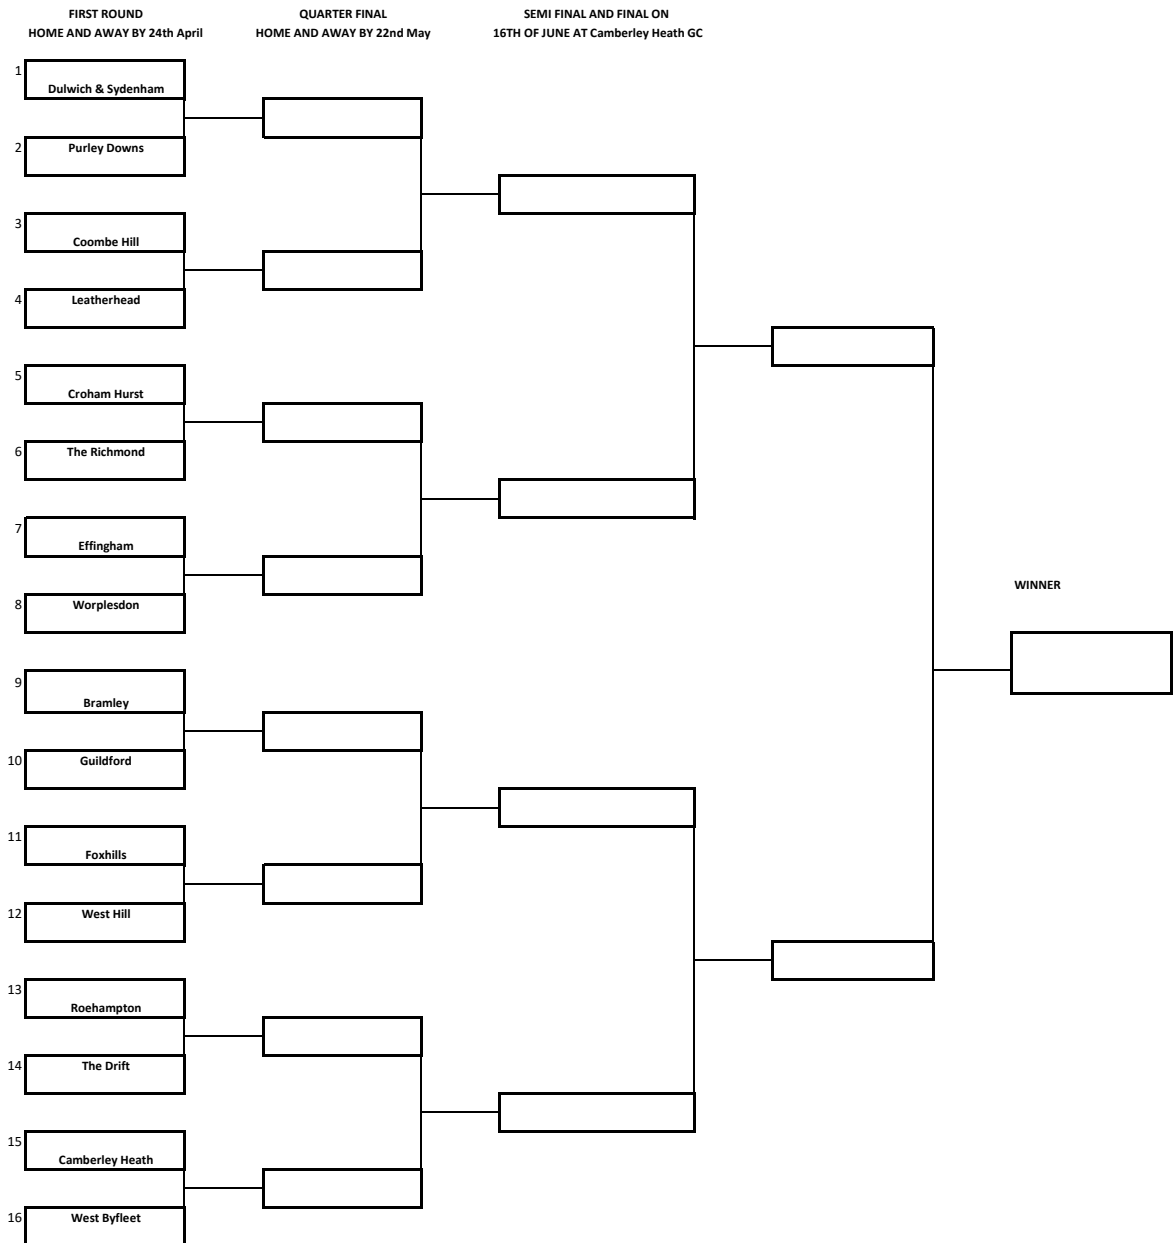 FIRST ROUND
HOME AND AWAY BY 24th April
QUARTER FINAL
HOME AND AWAY BY 22nd May
SEMI FINAL AND FINAL ON
16TH OF JUNE AT Camberley Heath GC
1
Dulwich & Sydenham
2
Purley Downs
3
Coombe Hill
4
Leatherhead
5
Croham Hurst
6
The Richmond
7
Effingham
8
Worplesdon
WINNER
9
Bramley
10
Guildford
11
Foxhills
12
West Hill
13
Roehampton
14
The Drift
15
Camberley Heath
16
West Byfleet